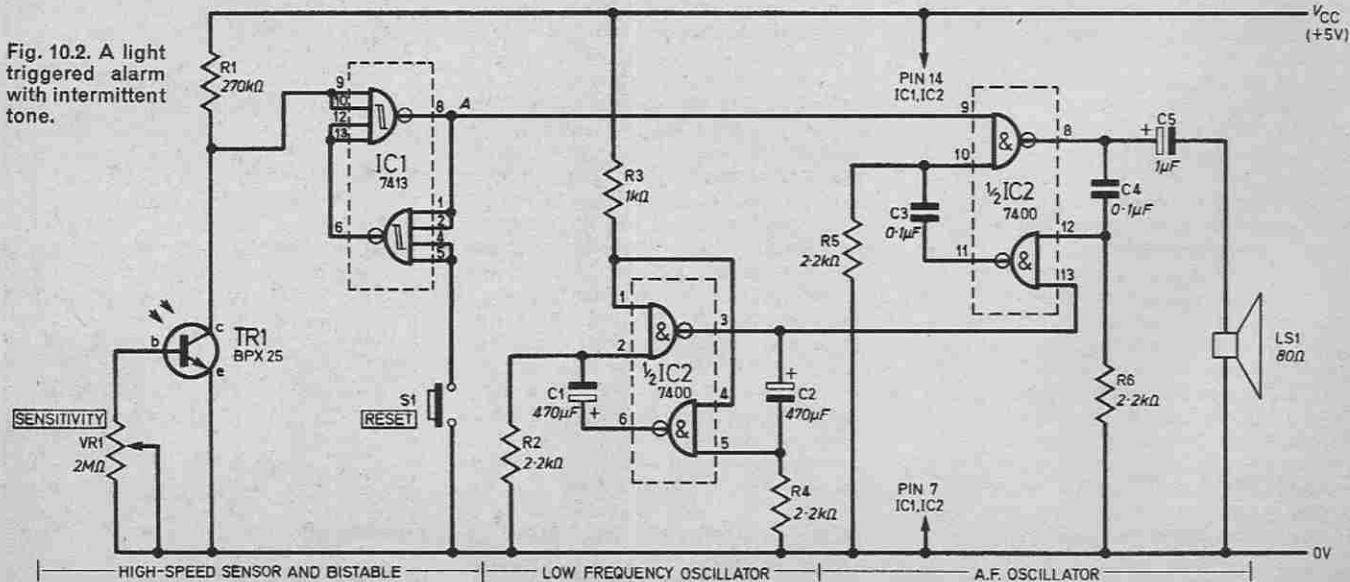 Fig. 10.2. A light
triggered alarm
with intermittent
tone.
VCC
(+5V)
R1
270kΩ
9
10
12
13
8
A
IC1
7413
1
2
4
5
6
PIN 14
IC1,IC2
9
10
&
8
½IC2
7400
C5
+
1μF
C4
0·1μF
R3
1kΩ
C3
0·1μF
11
&
12
13
R5
2·2kΩ
TR1
BPX 25
b
c
e
1
2
&
3
½IC2
7400
4
5
6
&
C1
470μF
+
C2
+
470μF
LS1
80Ω
SENSITIVITY
VR1
2MΩ
S1
RESET
R2
2·2kΩ
R4
2·2kΩ
R6
2·2kΩ
PIN 7
IC1,IC2
0V
HIGH-SPEED SENSOR AND BISTABLE
LOW FREQUENCY OSCILLATOR
A.F. OSCILLATOR